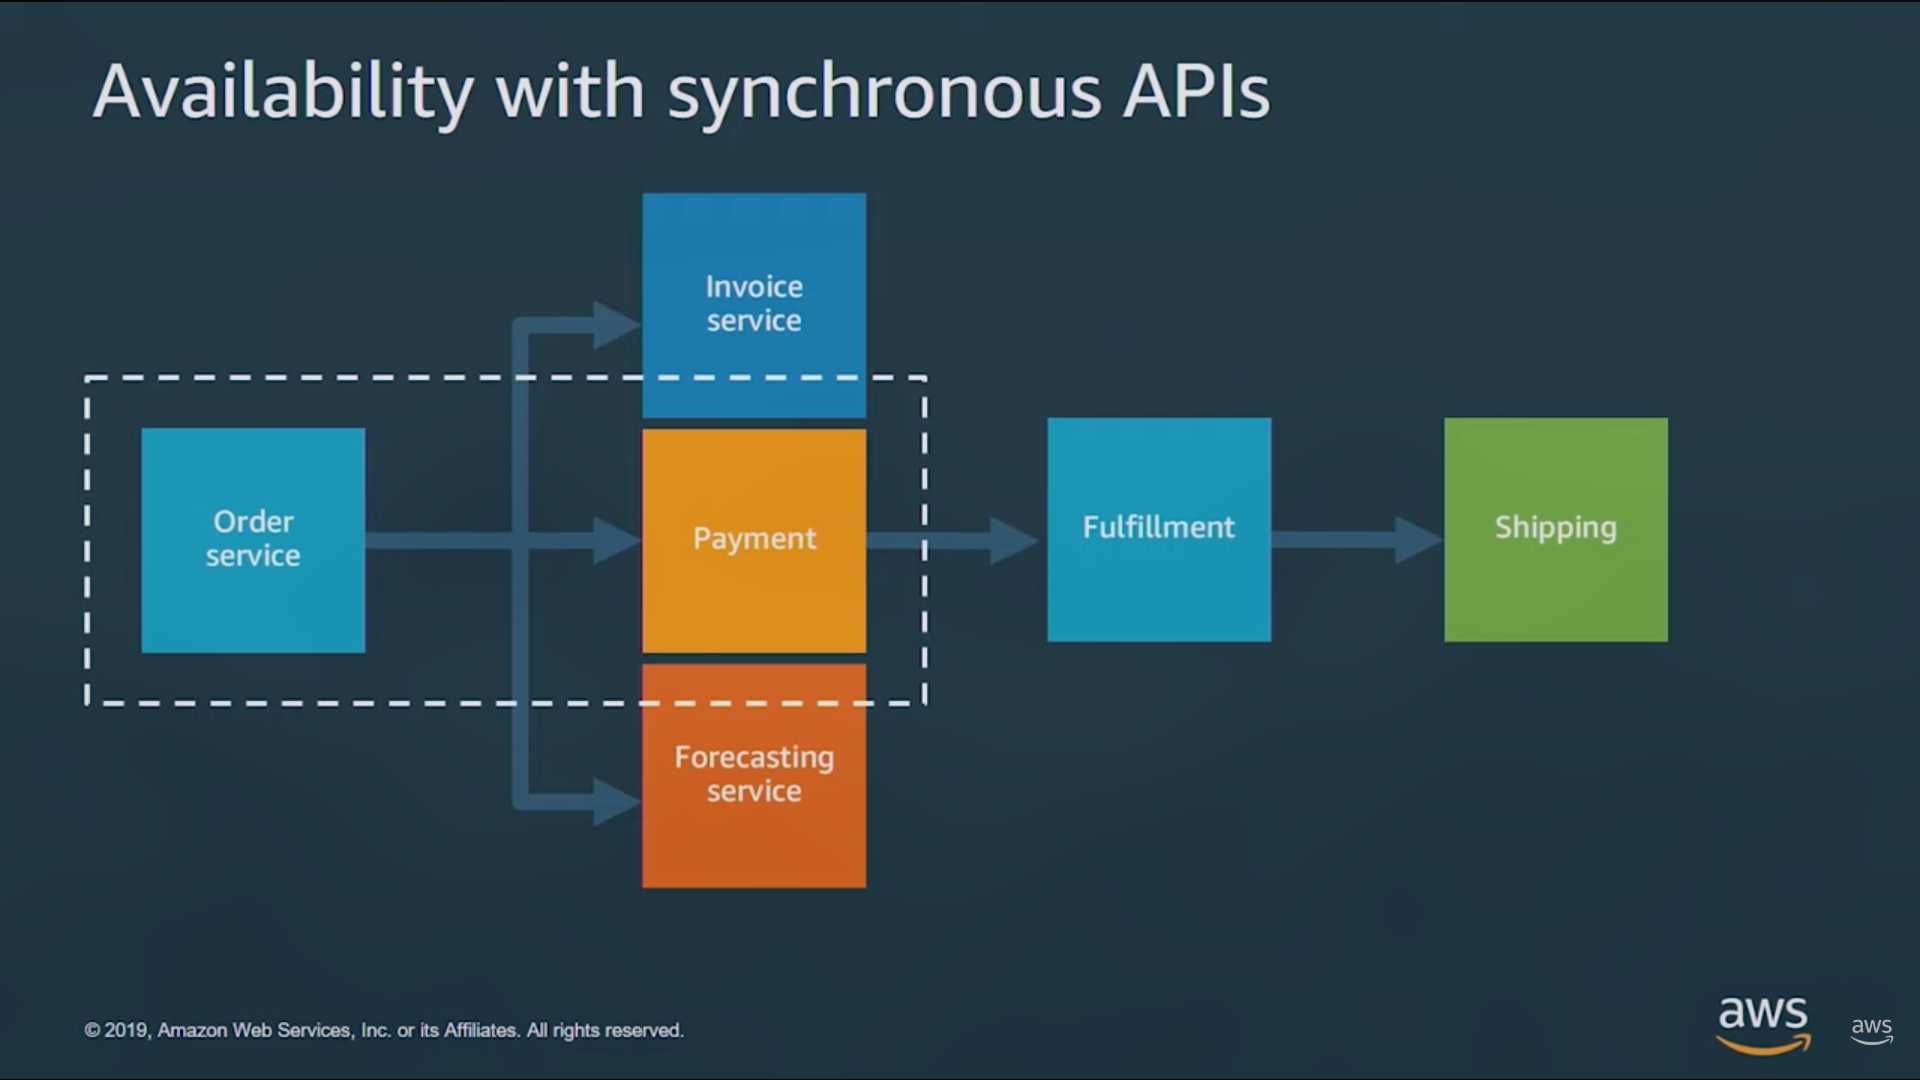 Availability with synchronous APIs
Invoice
service
Order
service
Payment
Fulfillment
Shipping
Forecasting
service
© 2019, Amazon Web Services, Inc. or its Affiliates. All rights reserved.
aws
aws